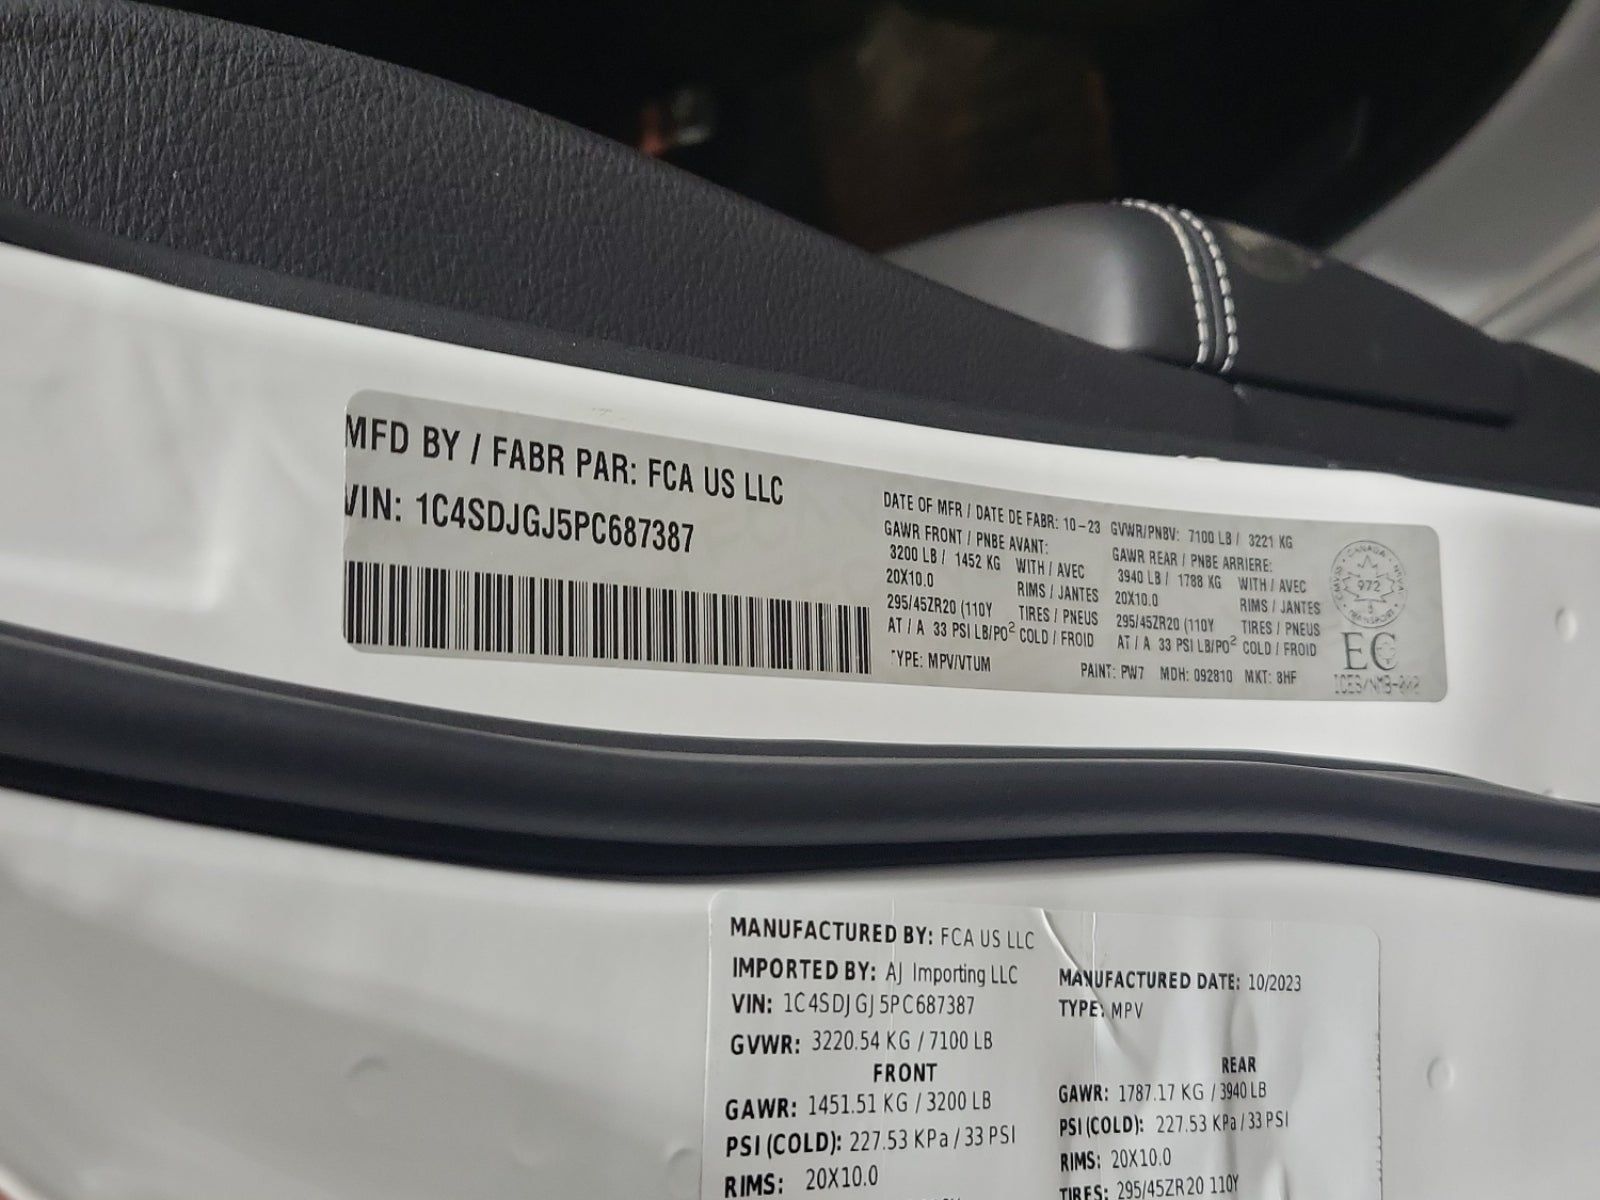 MFD BY / FABR PAR: FCA US LLC
VIN: 1C4SDJGJ5PC687387
DATE OF MFR / DATE DE FABR: 10-23 GVWR/PNBV: 7100 LB / 3221 KG
GAWR FRONT / PNBE AVANT:
3200 LB / 1452 KG WITH / AVEC
20X10.0 RIMS / JANTES
295/45ZR20 (110Y TIRES / PNEUS
AT / A 33 PSI LB/PO² COLD / FROID
GAWR REAR / PNBE ARRIERE:
3940 LB / 1788 KG WITH / AVEC
20X10.0 RIMS / JANTES
295/45ZR20 (110Y TIRES / PNEUS
AT / A 33 PSI LB/PO² COLD / FROID
TYPE: MPV/VTUM PAINT: PW7 MDH: 092810 MKT: 8HF
CANADA
972
TRANSPORT
EC
MANUFACTURED BY: FCA US LLC
IMPORTED BY: AJ Importing LLC
VIN: 1C4SDJGJ5PC687387
GVWR: 3220.54 KG / 7100 LB
FRONT
GAWR: 1451.51 KG / 3200 LB
PSI (COLD): 227.53 KPa / 33 PSI
RIMS: 20X10.0
MANUFACTURED DATE: 10/2023
TYPE: MPV
REAR
GAWR: 1787.17 KG / 3940 LB
PSI (COLD): 227.53 KPa / 33 PSI
RIMS: 20X10.0
TIRES: 295/45ZR20 110Y